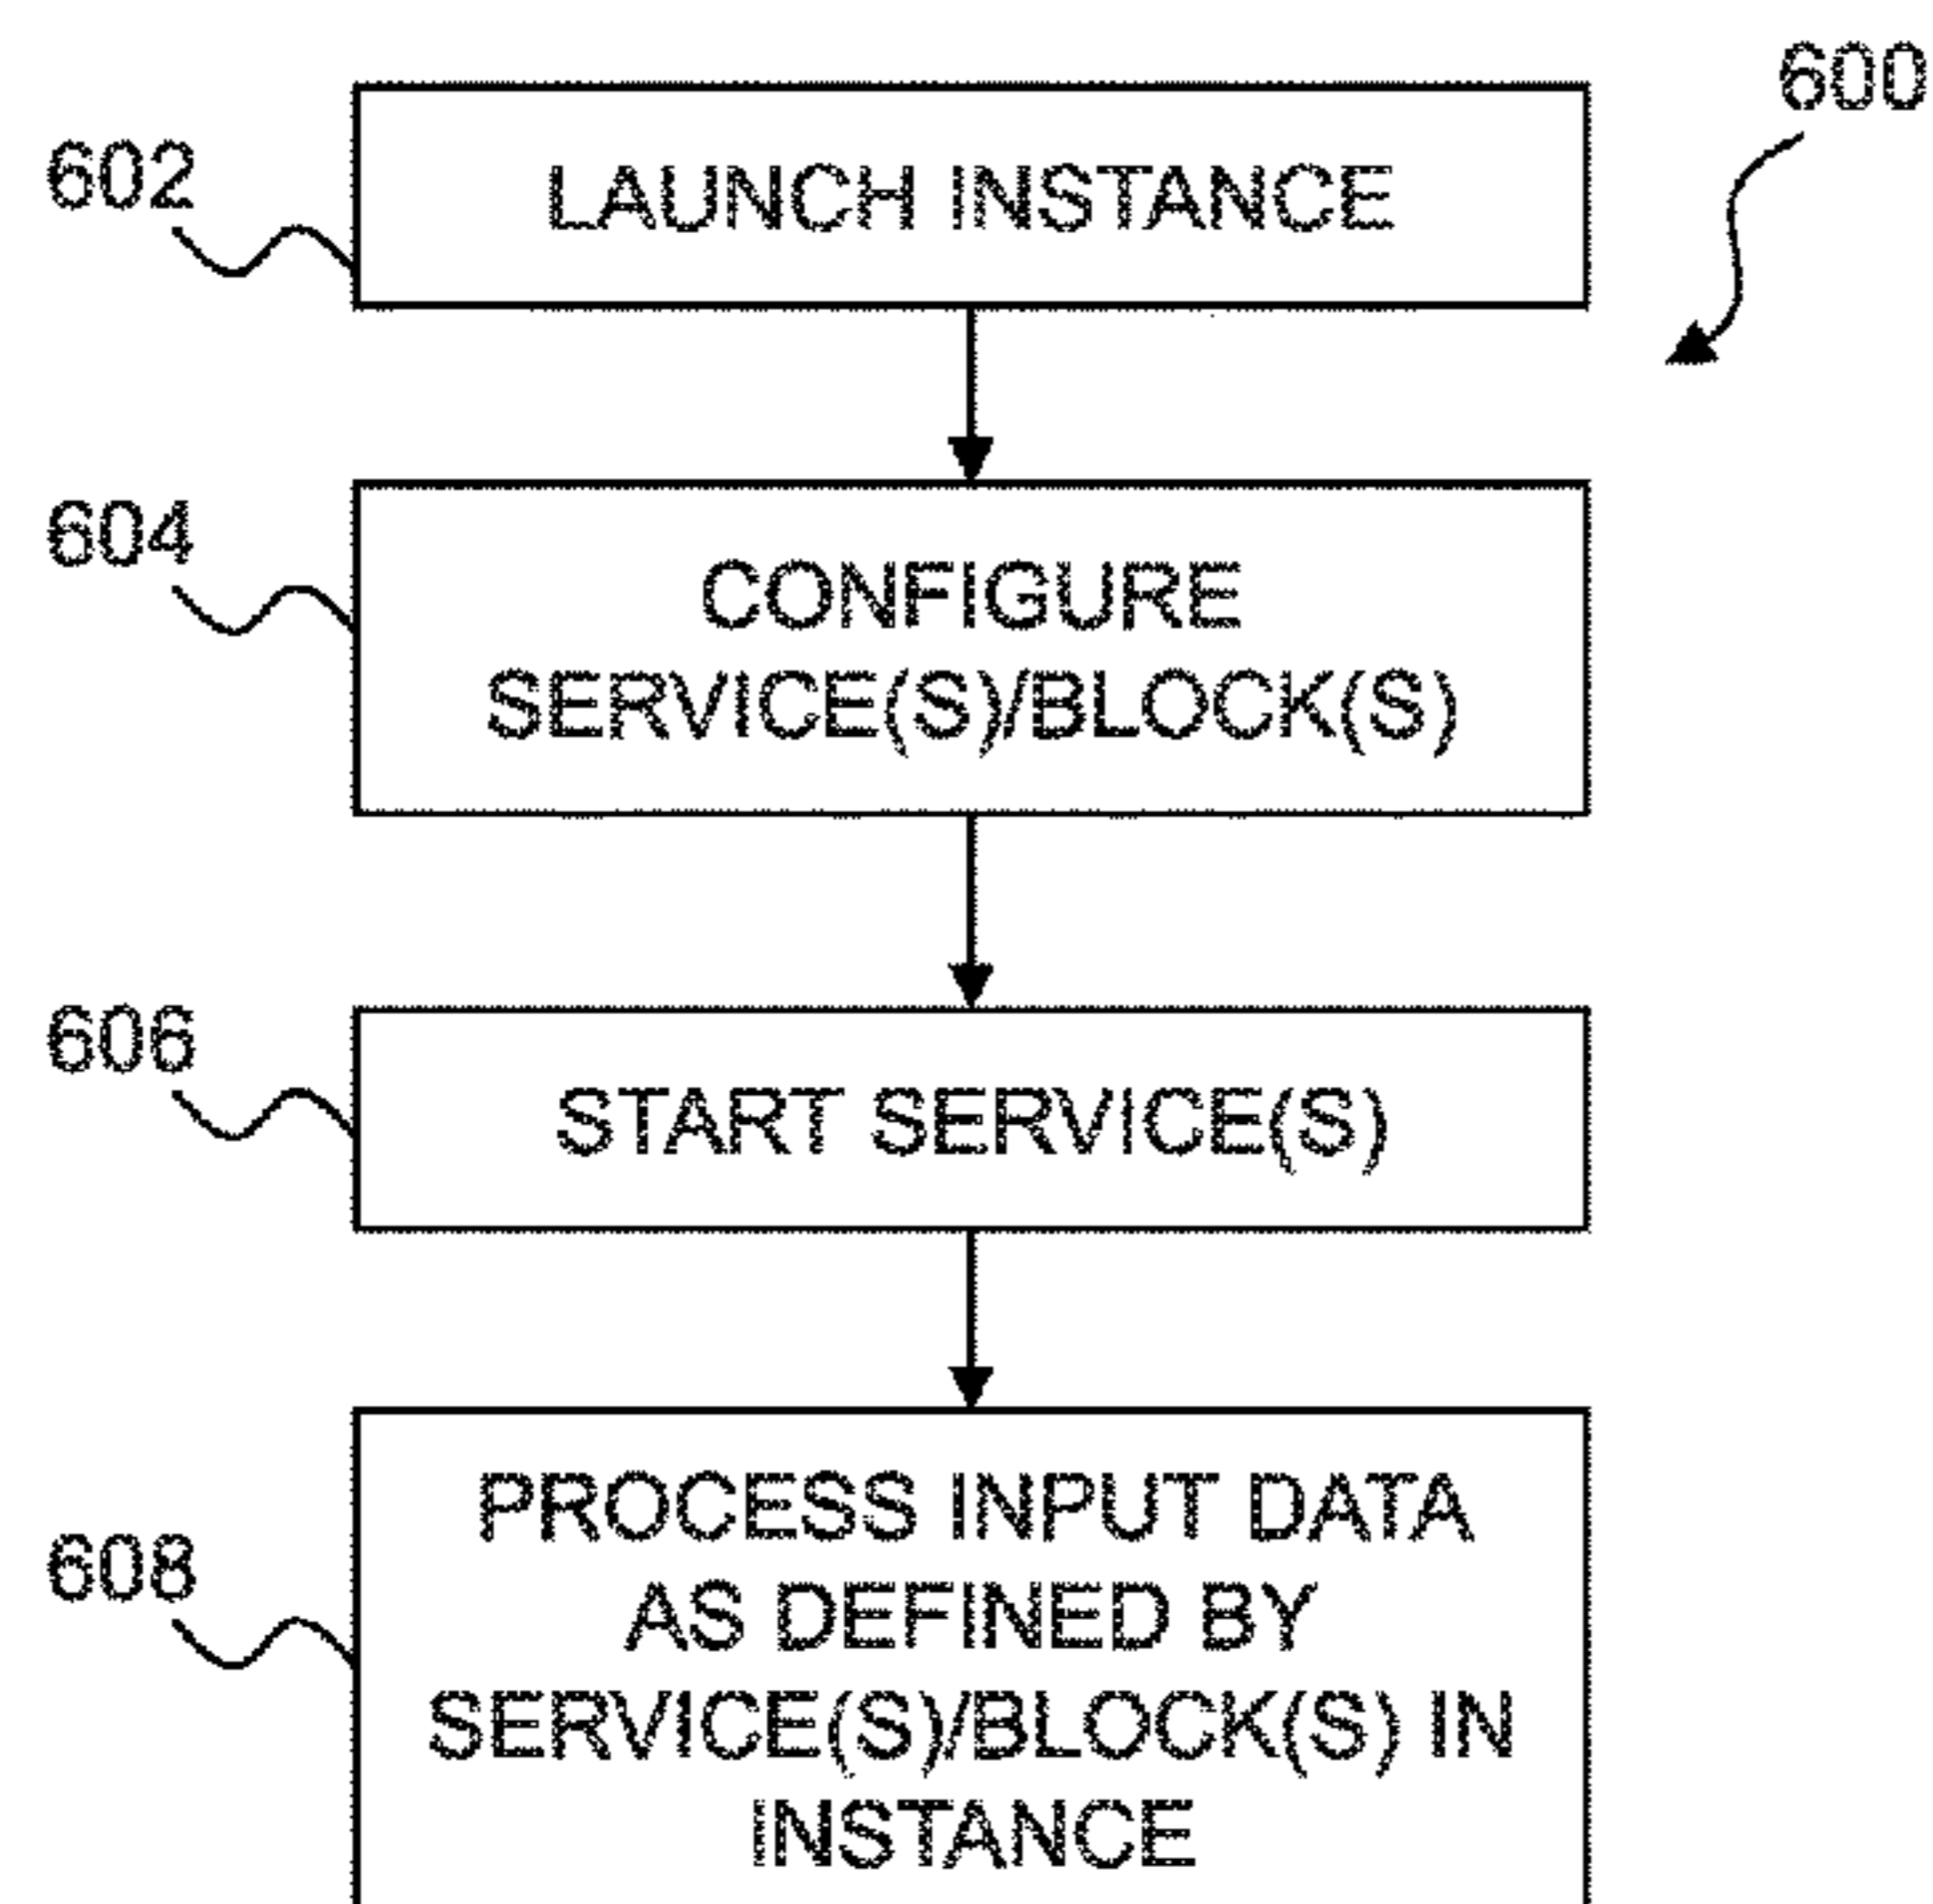 600
602
LAUNCH INSTANCE
604
CONFIGURE
SERVICE(S)/BLOCK(S)
606
START SERVICE(S)
608
PROCESS INPUT DATA
AS DEFINED BY
SERVICE(S)/BLOCK(S) IN
INSTANCE